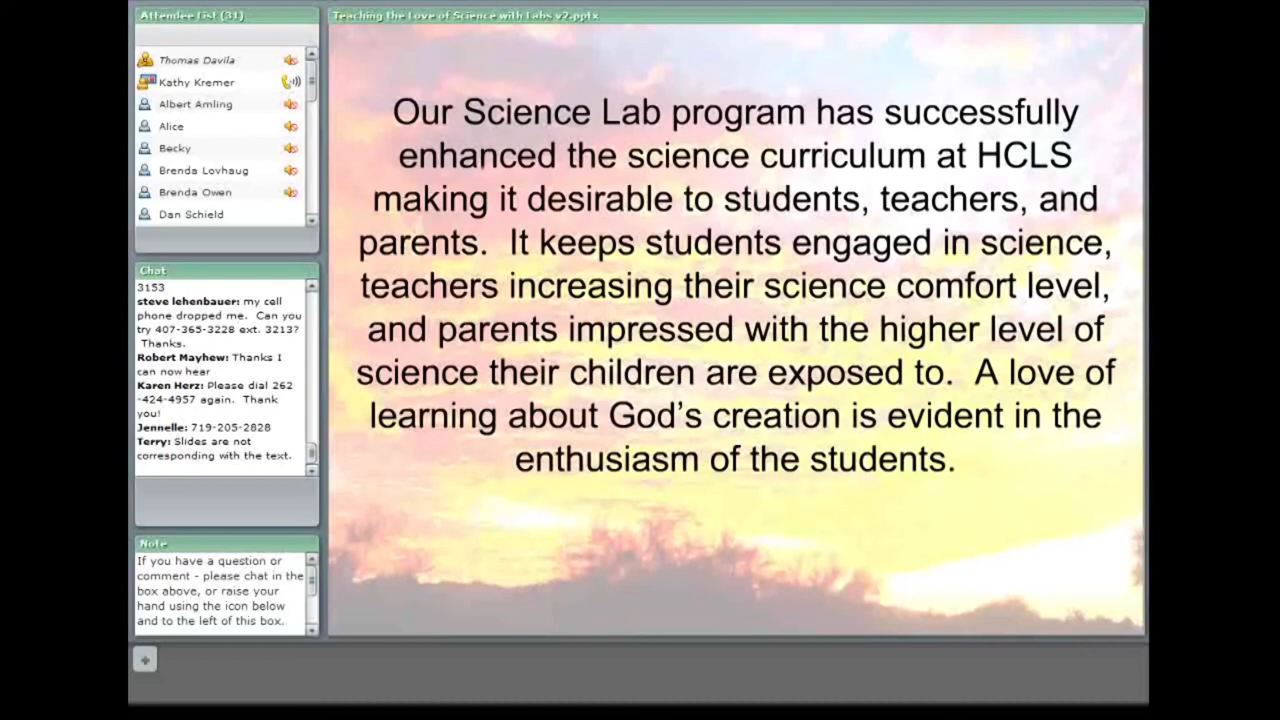 Attendee List (31)
Thomas Davila
Kathy Kremer
Albert Amling
Alice
Becky
Brenda Lovhaug
Brenda Owen
Dan Schield
Chat
3153
steve lehenbauer: my cell
phone dropped me. Can you
try 407-365-3228 ext. 3213?
Thanks.
Robert Mayhew: Thanks I
can now hear
Karen Herz: Please dial 262
-424-4957 again. Thank
you!
Jennelle: 719-205-2828
Terry: Slides are not
corresponding with the text.
Note
If you have a question or
comment - please chat in the
box above, or raise your
hand using the icon below
and to the left of this box.
Teaching the Love of Science with Labs v2.pptx
Our Science Lab program has successfully
enhanced the science curriculum at HCLS
making it desirable to students, teachers, and
parents. It keeps students engaged in science,
teachers increasing their science comfort level,
and parents impressed with the higher level of
science their children are exposed to. A love of
learning about God’s creation is evident in the
enthusiasm of the students.